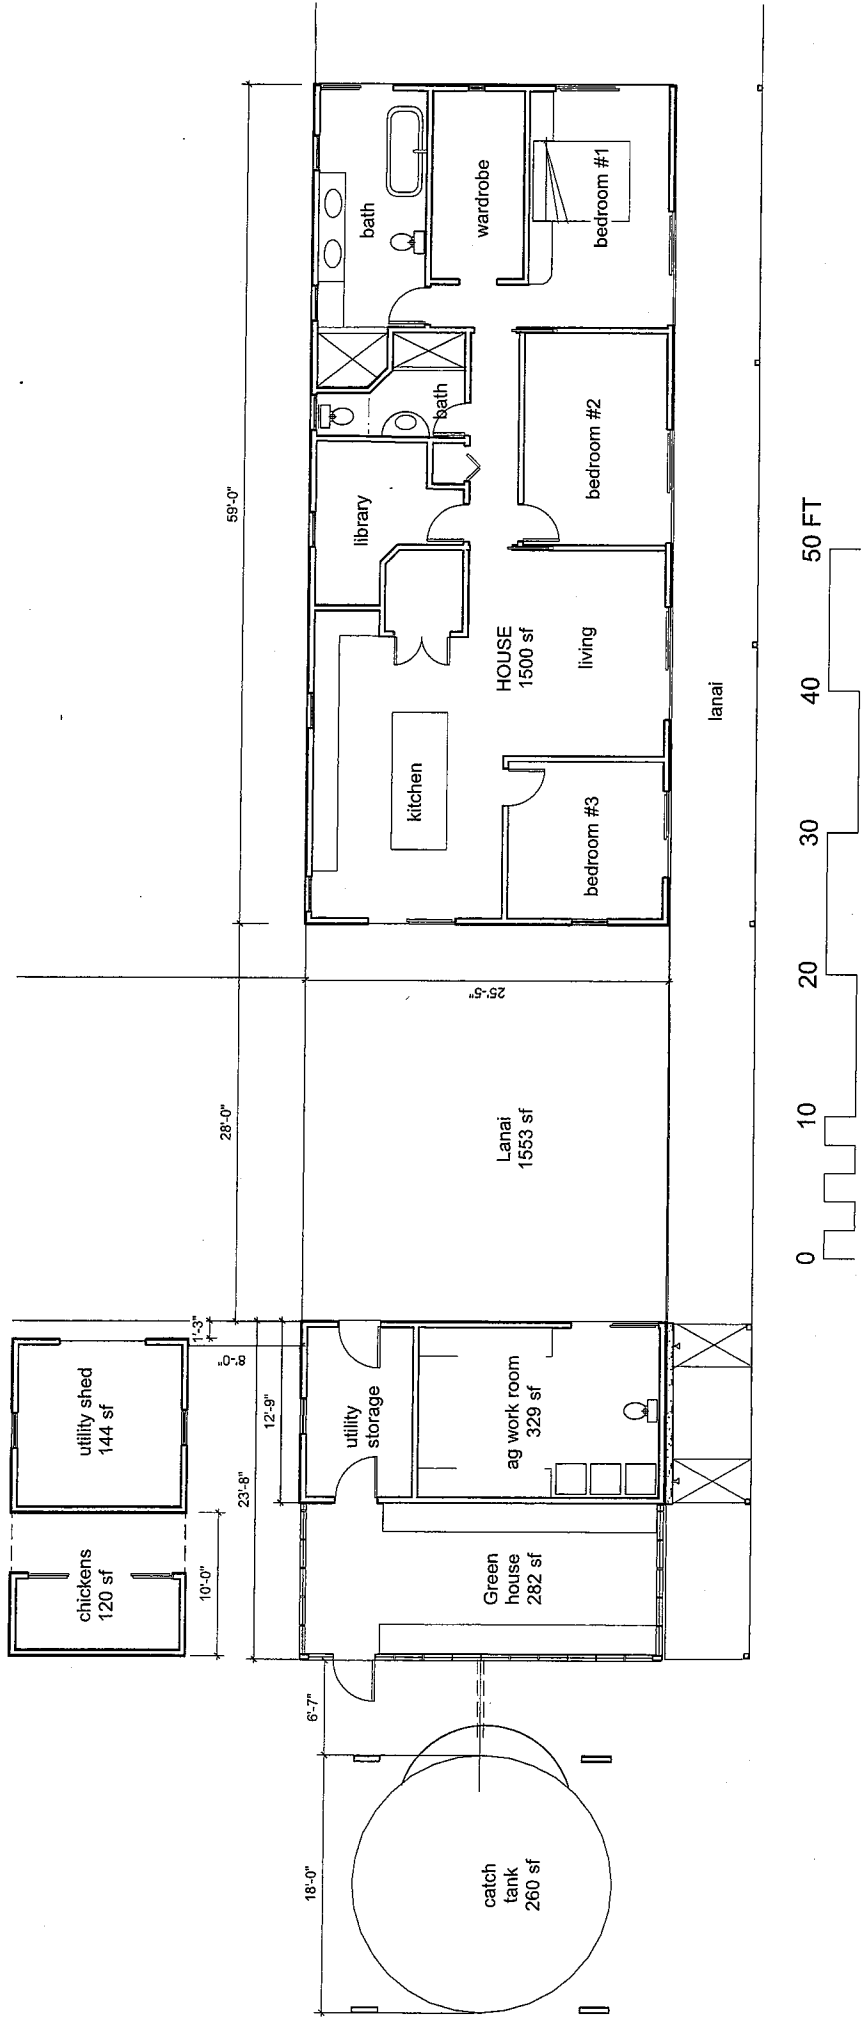 59'-0"
bath
wardrobe
bedroom #1
bath
library
bedroom #2
HOUSE
1500 sf
living
kitchen
bedroom #3
lanai
28'-0"
25'-5"
Lanai
1553 sf
1'-3"
8'-0"
utility shed
144 sf
12'-9"
23'-8"
utility
storage
ag work room
329 sf
chickens
120 sf
10'-0"
Green
house
282 sf
6'-7"
18'-0"
catch
tank
260 sf
0
10
20
30
40
50 FT